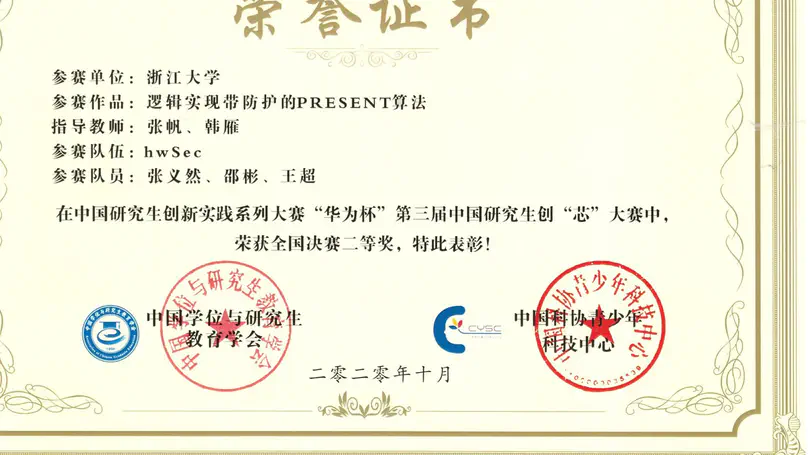 荣誉证书
参赛单位：浙江大学
参赛作品：逻辑实现带防护的PRESENT算法
指导教师：张帆、韩雁
参赛队伍：hwSec
参赛队员：张义然、邵彬、王超
在中国研究生创新实践系列大赛“华为杯”第三届中国研究生创“芯”大赛中，
荣获全国决赛二等奖，特此表彰！
中国学位与研究生教育学会
中国学位与研究生
教育学会
CYSC
中国科协青少年科技中心
中国科协青少年
科技中心
二零二零年十月